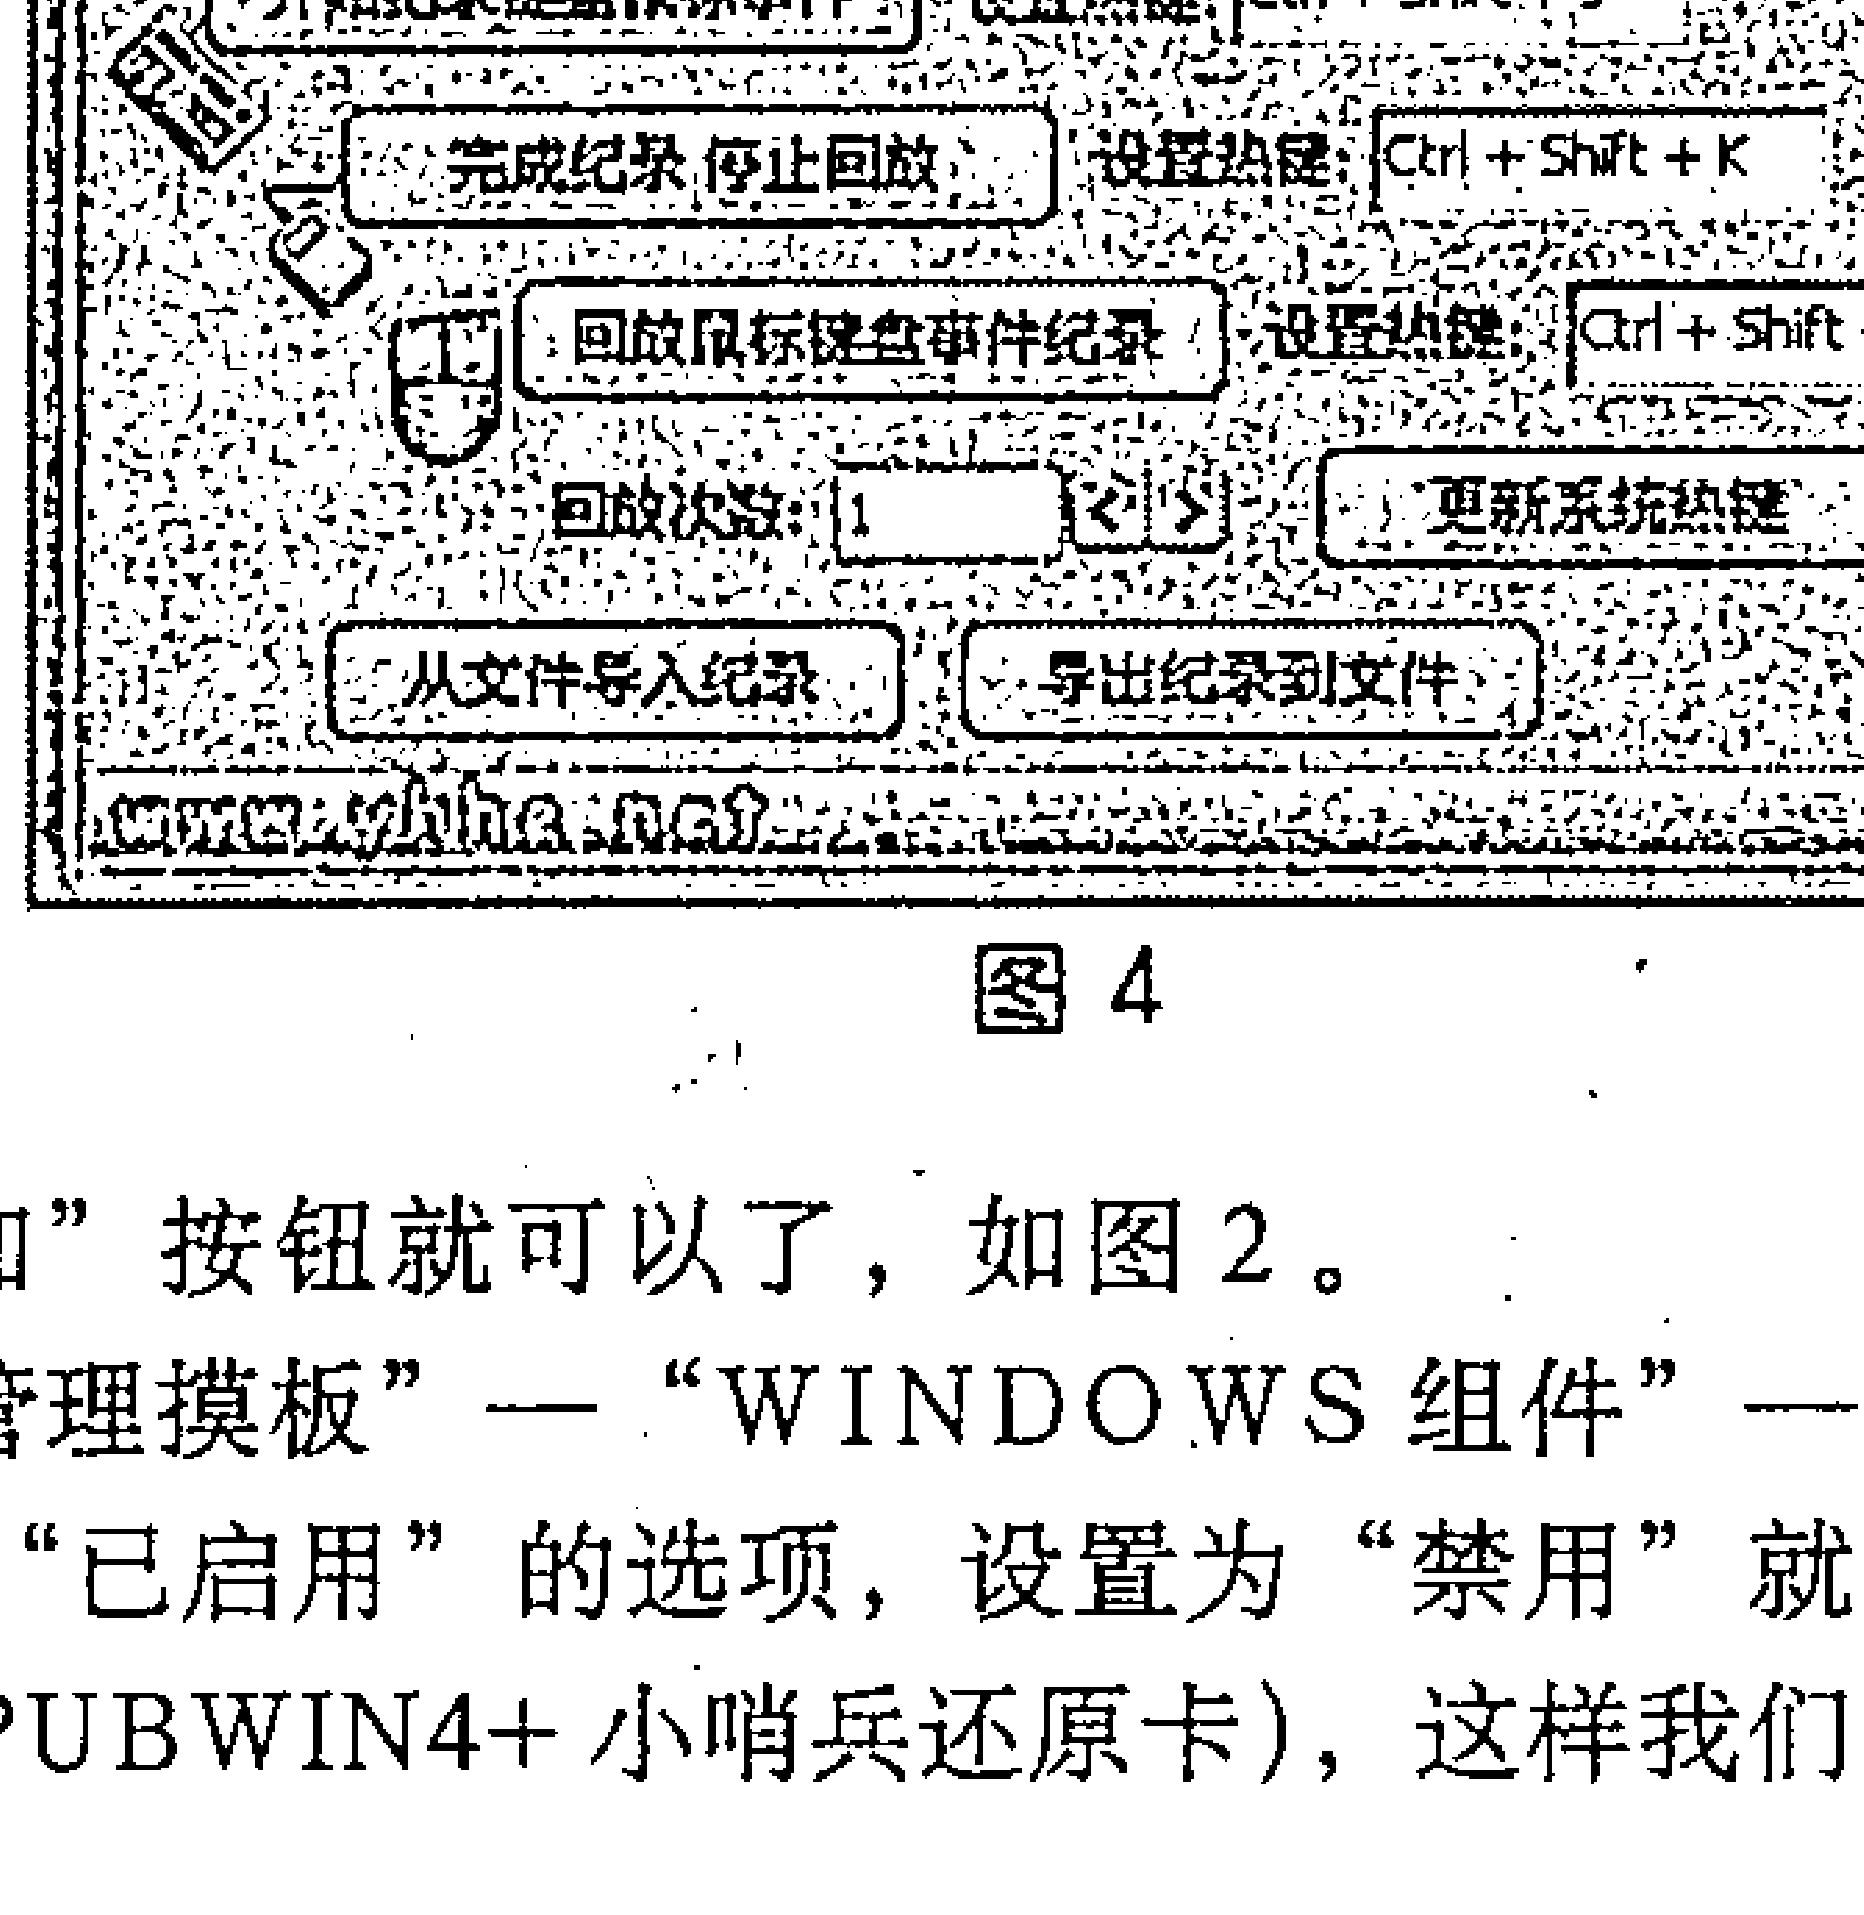 完成纪录 停止回放 设置热键: Ctrl + Shift + K
回放鼠标键盘事件纪录 设置热键: Ctrl + Shift
回放次数: 1 < > 更新系统热键
从文件导入纪录 导出纪录到文件
图 4
” 按钮就可以了，如图 2 。
管理摸板” — “WINDOWS 组件” —
“已启用” 的选项，设置为 “禁用” 就
PUBWIN4+ 小哨兵还原卡)，这样我们